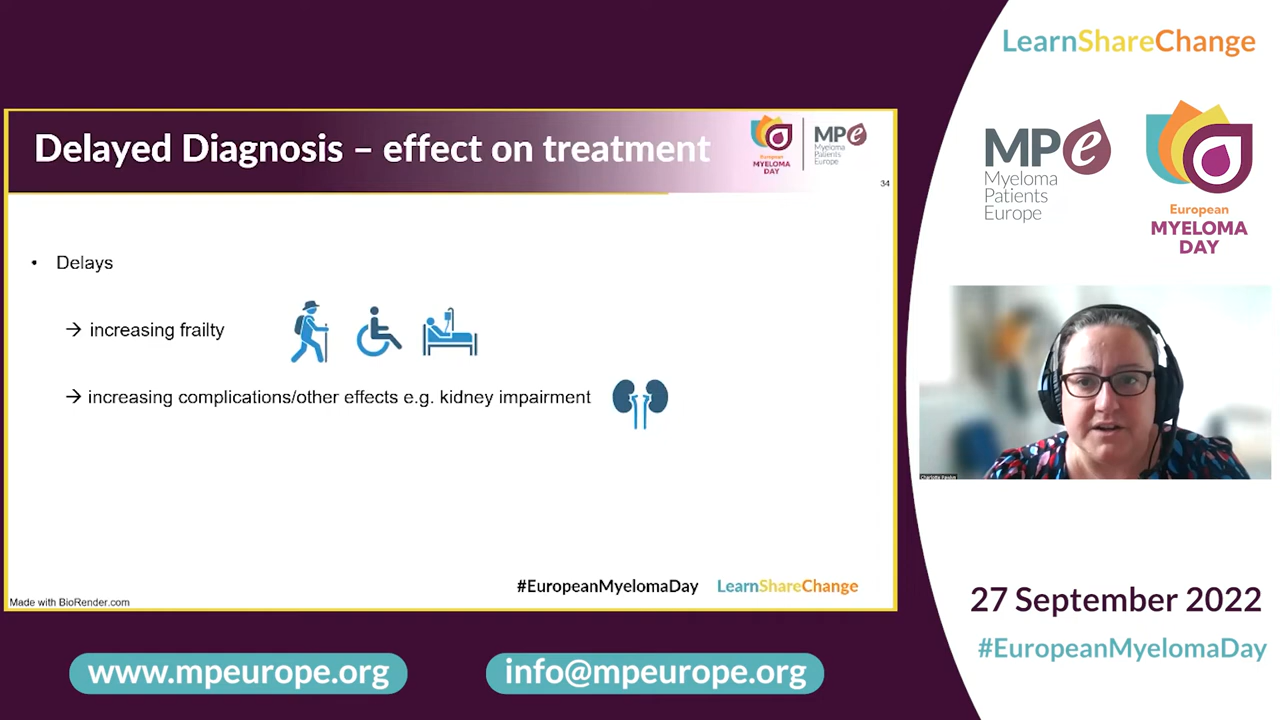 LearnShareChange
Delayed Diagnosis – effect on treatment
European
MYELOMA
DAY
MPe
Myeloma
Patients
Europe
34
MPe
Myeloma
Patients
Europe
European
MYELOMA
DAY
• Delays
→ increasing frailty
→ increasing complications/other effects e.g. kidney impairment
#EuropeanMyelomaDay LearnShareChange
Made with BioRender.com
27 September 2022
#EuropeanMyelomaDay
www.mpeurope.org
info@mpeurope.org